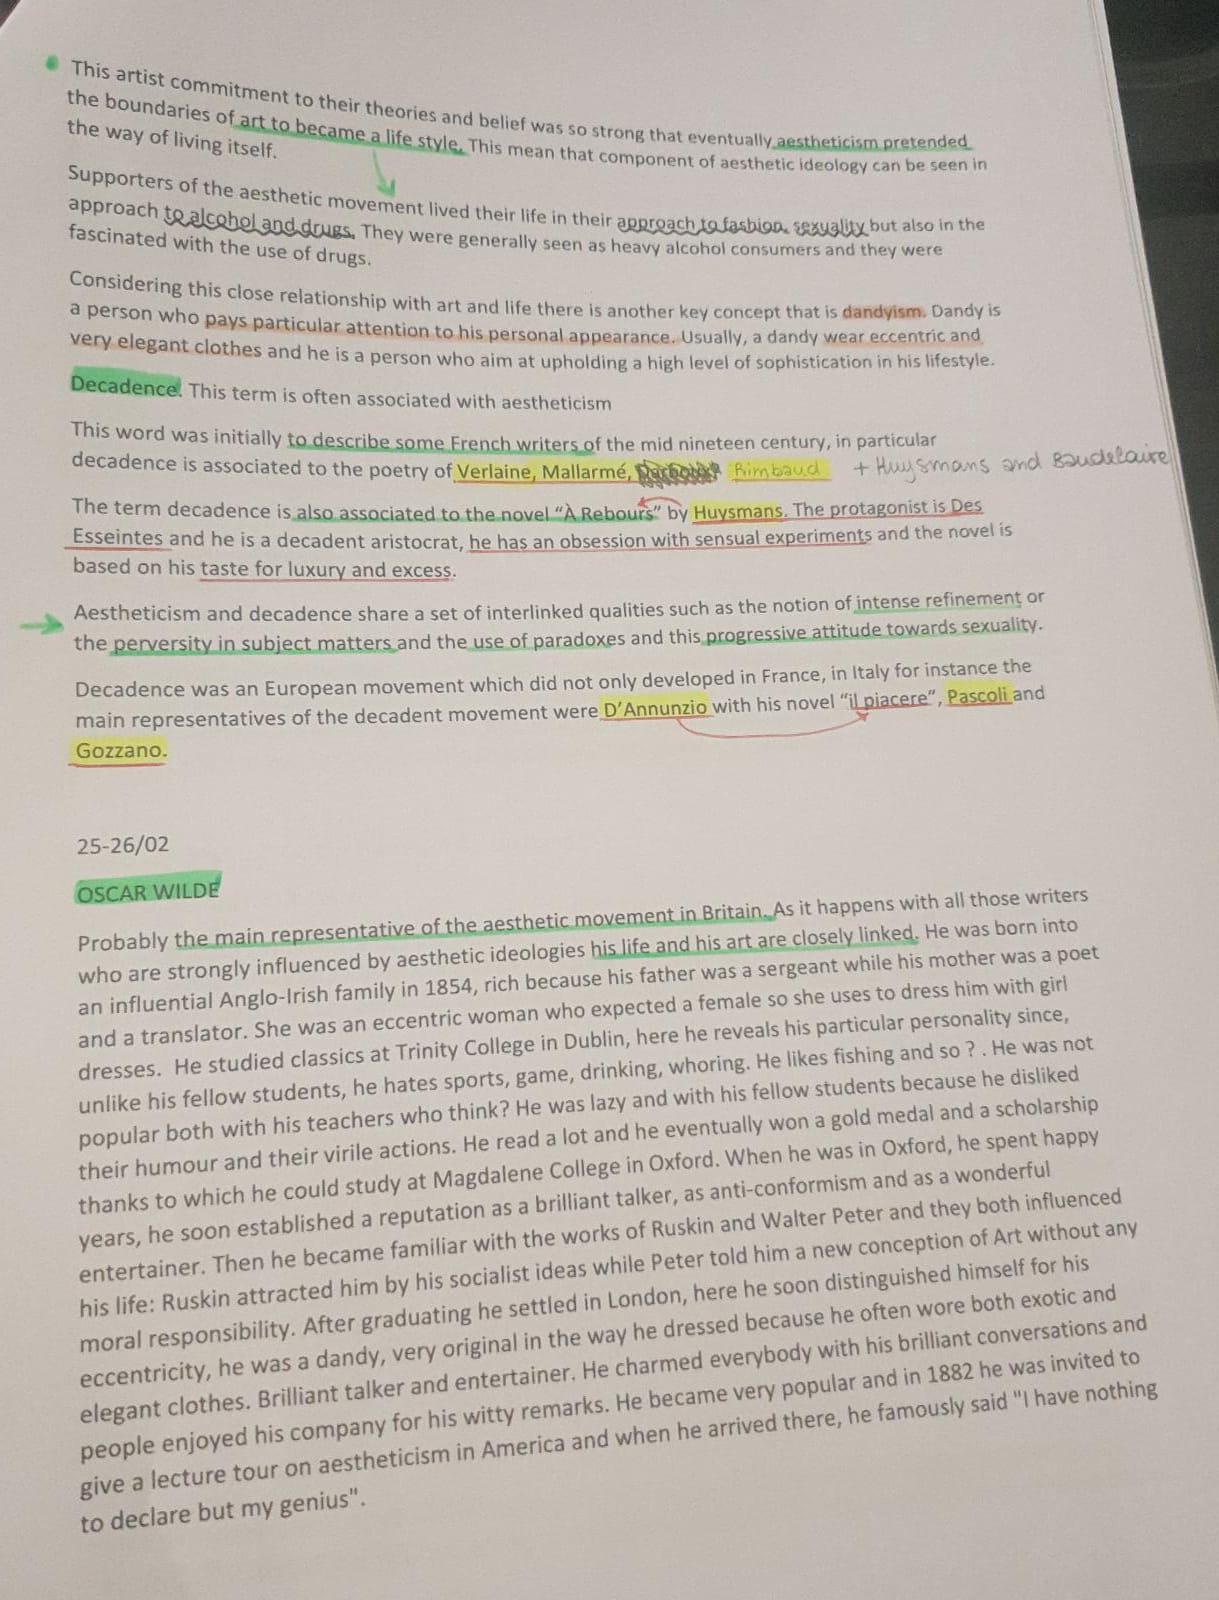 This artist commitment to their theories and belief was so strong that eventually aestheticism pretended
the boundaries of art to became a life style. This mean that component of aesthetic ideology can be seen in
the way of living itself.
Supporters of the aesthetic movement lived their life in their approach to fashion, sexuality but also in the
approach to alcohol and drugs. They were generally seen as heavy alcohol consumers and they were
fascinated with the use of drugs.
Considering this close relationship with art and life there is another key concept that is dandyism. Dandy is
a person who pays particular attention to his personal appearance. Usually, a dandy wear eccentric and
very elegant clothes and he is a person who aim at upholding a high level of sophistication in his lifestyle.
Decadence. This term is often associated with aestheticism
This word was initially to describe some French writers of the mid nineteen century, in particular
decadence is associated to the poetry of Verlaine, Mallarmé, Rimbaud + Huysmans and Baudelaire
The term decadence is also associated to the novel “À Rebours” by Huysmans. The protagonist is Des
Esseintes and he is a decadent aristocrat, he has an obsession with sensual experiments and the novel is
based on his taste for luxury and excess.
Aestheticism and decadence share a set of interlinked qualities such as the notion of intense refinement or
the perversity in subject matters and the use of paradoxes and this progressive attitude towards sexuality.
Decadence was an European movement which did not only developed in France, in Italy for instance the
main representatives of the decadent movement were D’Annunzio with his novel “il piacere”, Pascoli and
Gozzano.
25-26/02
OSCAR WILDE
Probably the main representative of the aesthetic movement in Britain. As it happens with all those writers
who are strongly influenced by aesthetic ideologies his life and his art are closely linked. He was born into
an influential Anglo-Irish family in 1854, rich because his father was a sergeant while his mother was a poet
and a translator. She was an eccentric woman who expected a female so she uses to dress him with girl
dresses. He studied classics at Trinity College in Dublin, here he reveals his particular personality since,
unlike his fellow students, he hates sports, game, drinking, whoring. He likes fishing and so ? . He was not
popular both with his teachers who think? He was lazy and with his fellow students because he disliked
their humour and their virile actions. He read a lot and he eventually won a gold medal and a scholarship
thanks to which he could study at Magdalene College in Oxford. When he was in Oxford, he spent happy
years, he soon established a reputation as a brilliant talker, as anti-conformism and as a wonderful
entertainer. Then he became familiar with the works of Ruskin and Walter Peter and they both influenced
his life: Ruskin attracted him by his socialist ideas while Peter told him a new conception of Art without any
moral responsibility. After graduating he settled in London, here he soon distinguished himself for his
eccentricity, he was a dandy, very original in the way he dressed because he often wore both exotic and
elegant clothes. Brilliant talker and entertainer. He charmed everybody with his brilliant conversations and
people enjoyed his company for his witty remarks. He became very popular and in 1882 he was invited to
give a lecture tour on aestheticism in America and when he arrived there, he famously said "I have nothing
to declare but my genius".